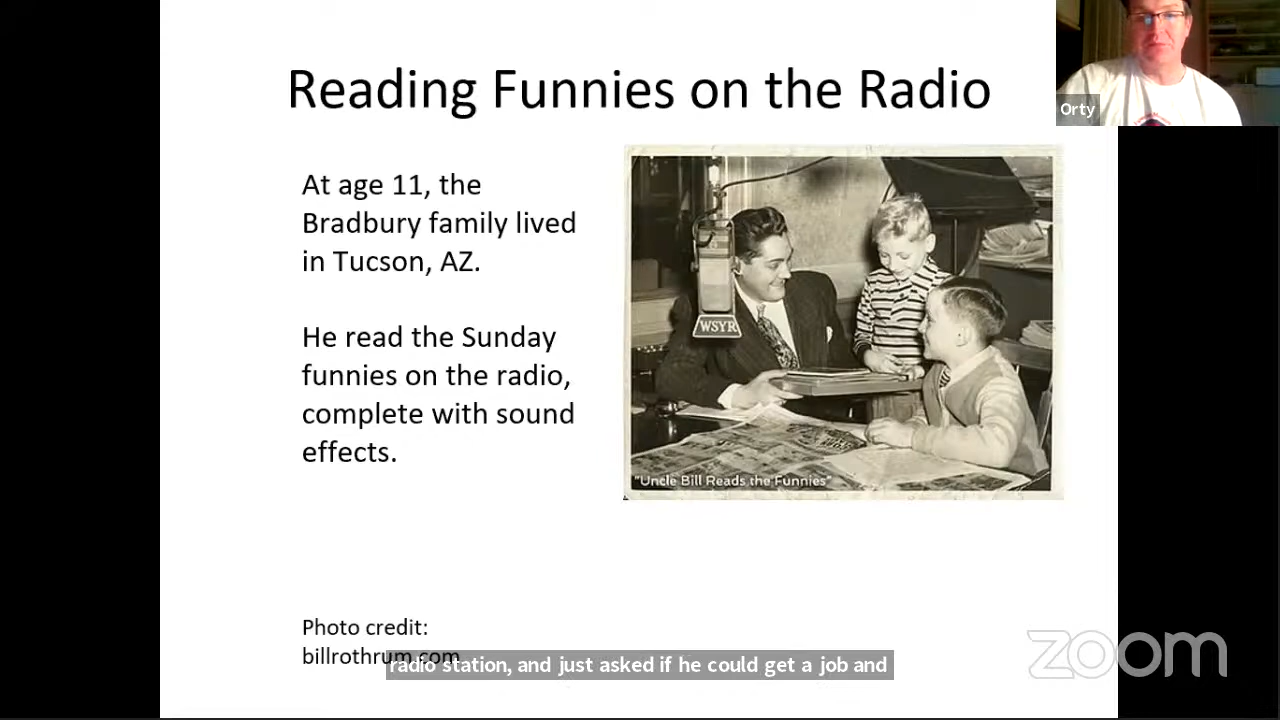 Reading Funnies on the Radio
Orty
At age 11, the
Bradbury family lived
in Tucson, AZ.
He read the Sunday
funnies on the radio,
complete with sound
effects.
WSYR
"Uncle Bill Reads the Funnies"
Photo credit:
billrothrum.com
radio station, and just asked if he could get a job and
zoom